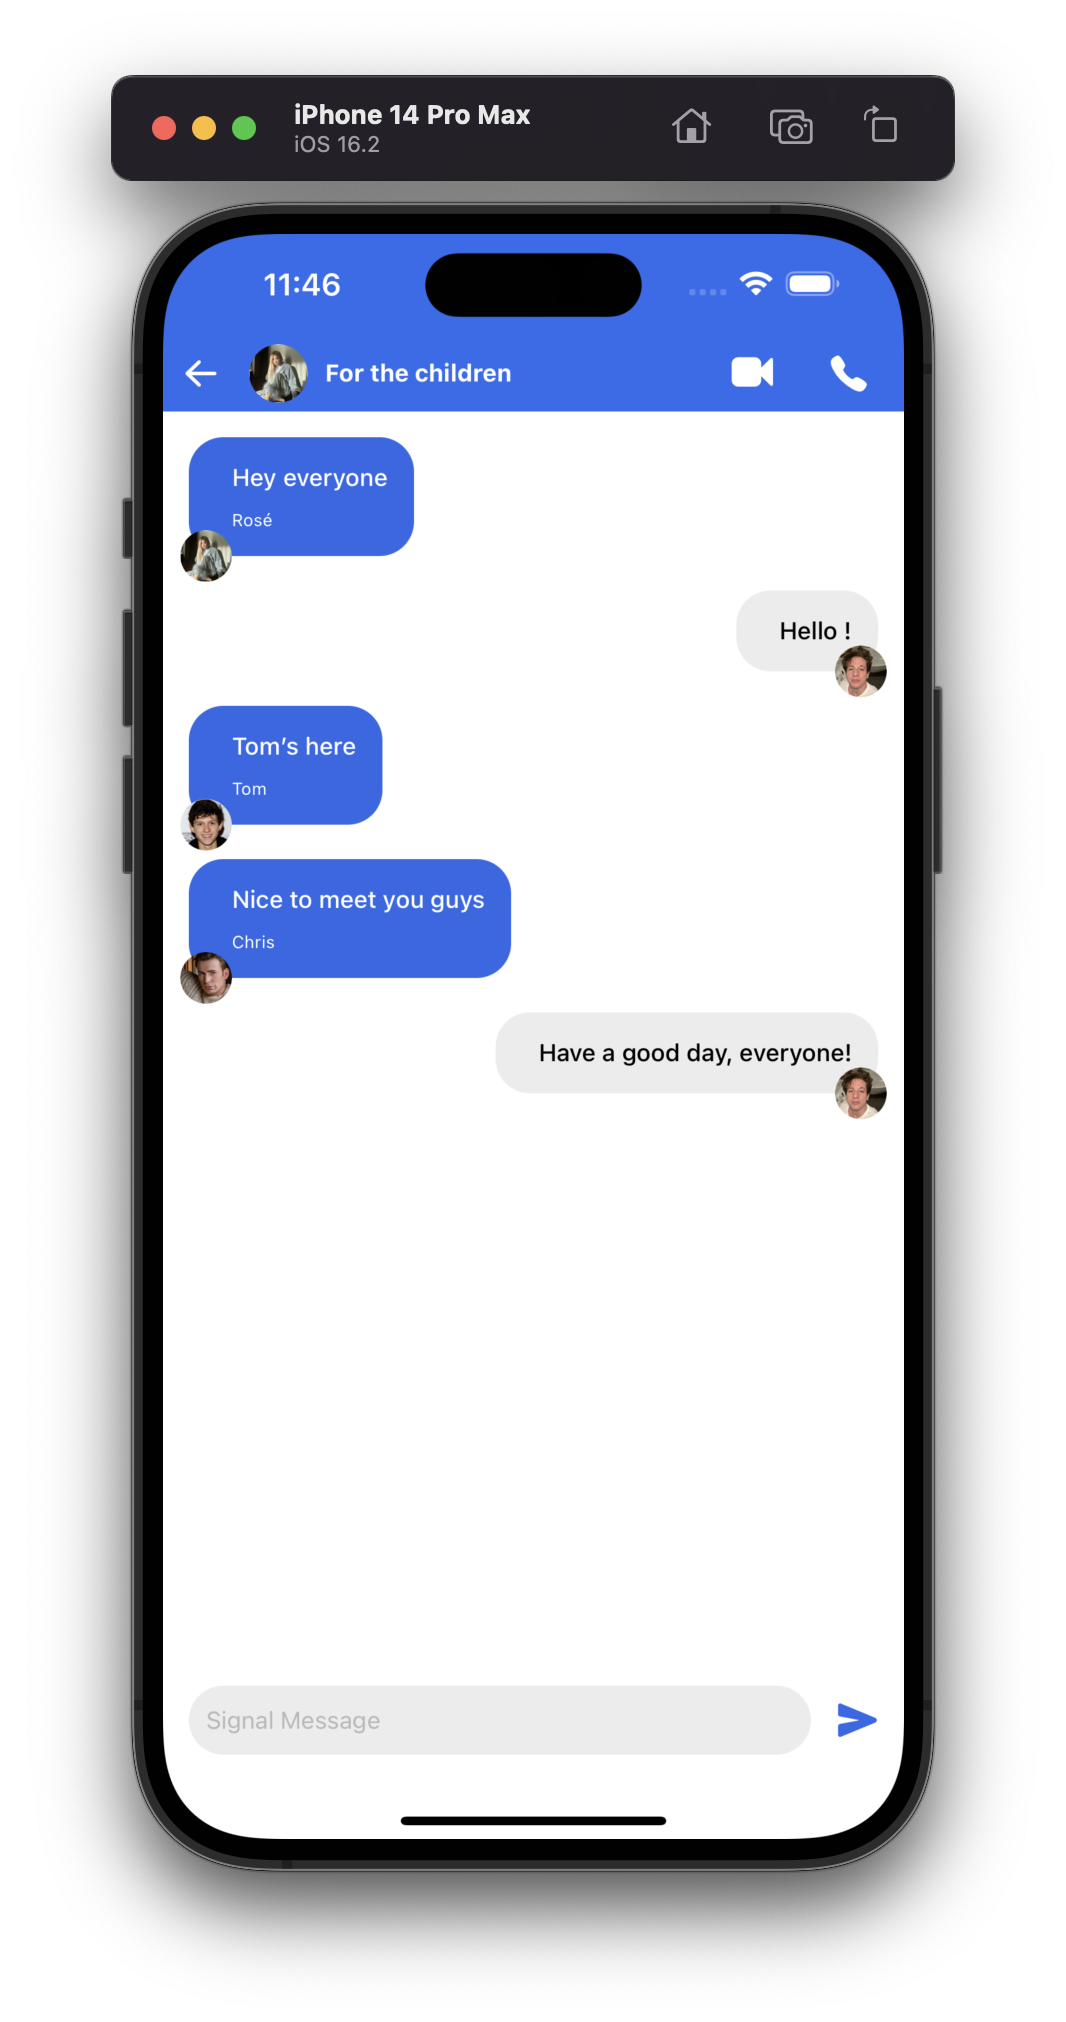 iPhone 14 Pro Max
iOS 16.2
11:46
For the children
Hey everyone
Rosé
Hello !
Tom’s here
Tom
Nice to meet you guys
Chris
Have a good day, everyone!
Signal Message